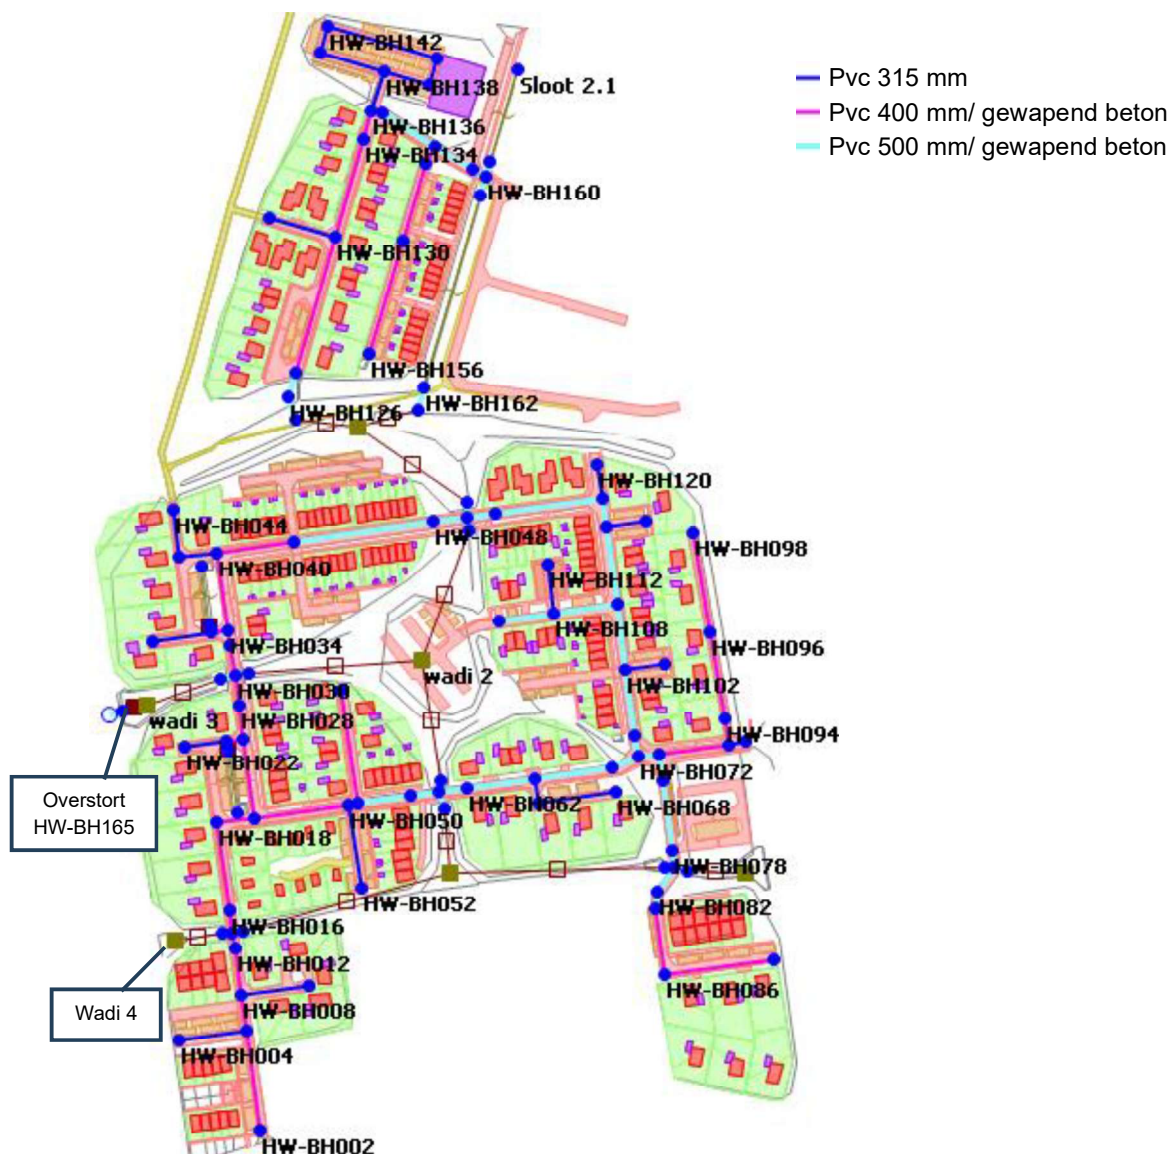 HW-BH142
Sloot 2.1
Pvc 315 mm
HW-BH138
Pvc 400 mm/ gewapend beton
HW-BH136
Pvc 500 mm/ gewapend beton
HW-BH134
HW-BH160
HW-BH130
HW-BH156
HW-BH162
HW-BH126
HW-BH120
HW-BH044
HW-BH048
HW-BH098
HW-BH040
HW-BH112
HW-BH108
HW-BH034
HW-BH096
wadi 2
HW-BH102
HW-BH030
wadi 3
HW-BH028
HW-BH094
HW-BH022
HW-BH072
Overstort
HW-BH165
HW-BH062
HW-BH068
HW-BH050
HW-BH018
HW-BH078
HW-BH052
HW-BH082
HW-BH016
HW-BH012
HW-BH086
Wadi 4
HW-BH008
HW-BH004
HW-BH002